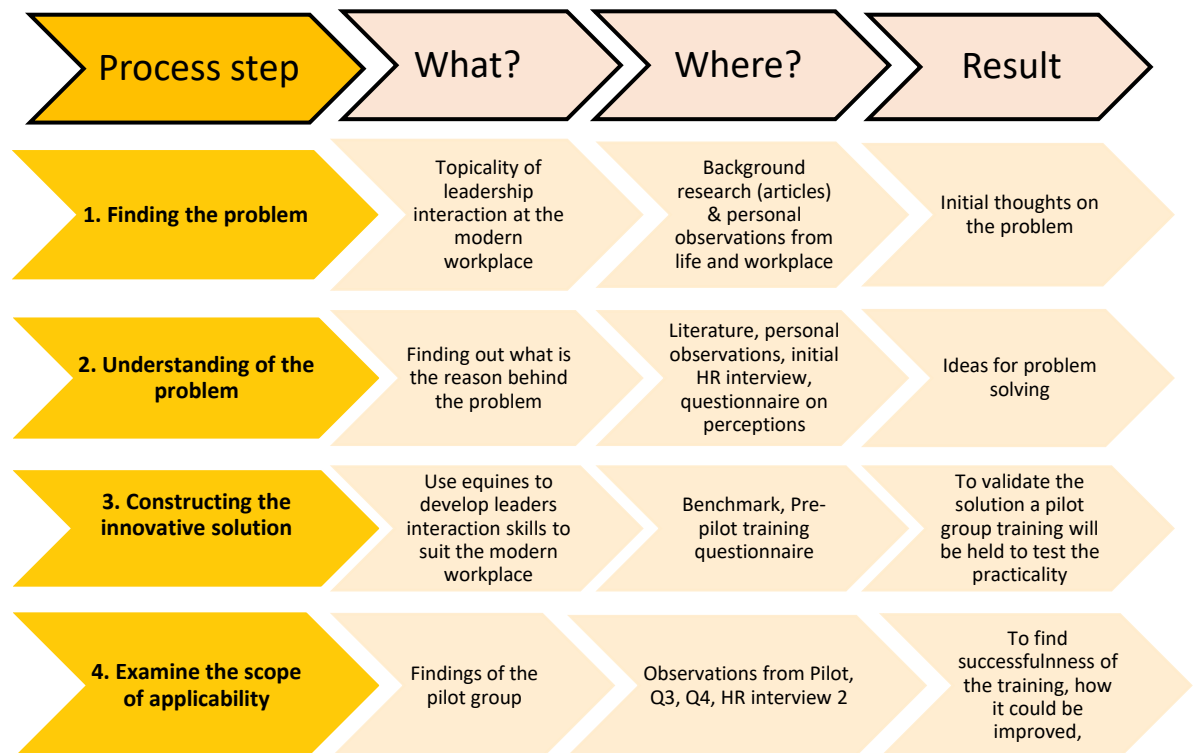 Process step
What?
Where?
Result
1. Finding the problem
Topicality of
leadership
interaction at the
modern
workplace
Background
research (articles)
& personal
observations from
life and workplace
Initial thoughts on
the problem
2. Understanding of the
problem
Finding out what is
the reason behind
the problem
Literature, personal
observations, initial
HR interview,
questionnaire on
perceptions
Ideas for problem
solving
3. Constructing the
innovative solution
Use equines to
develop leaders
interaction skills to
suit the modern
workplace
Benchmark, Pre-
pilot training
questionnaire
To validate the
solution a pilot
group training will
be held to test the
practicality
4. Examine the scope
of applicability
Findings of the
pilot group
Observations from Pilot,
Q3, Q4, HR interview 2
To find
successfulnness of
the training, how
it could be
improved,